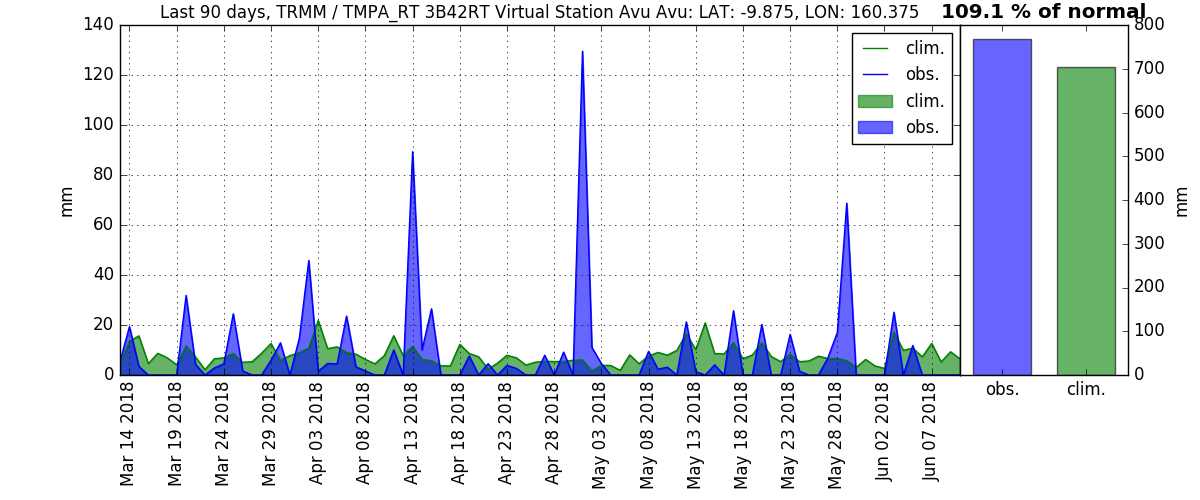 Last 90 days, TRMM / TMPA_RT 3B42RT Virtual Station Avu Avu: LAT: -9.875, LON: 160.375
109.1 % of normal
clim.
obs.
clim.
obs.
mm
140
120
100
80
60
40
20
0
Mar 14 2018
Mar 19 2018
Mar 24 2018
Mar 29 2018
Apr 03 2018
Apr 08 2018
Apr 13 2018
Apr 18 2018
Apr 23 2018
Apr 28 2018
May 03 2018
May 08 2018
May 13 2018
May 18 2018
May 23 2018
May 28 2018
Jun 02 2018
Jun 07 2018
800
700
600
500
400
300
200
100
0
mm
obs.
clim.